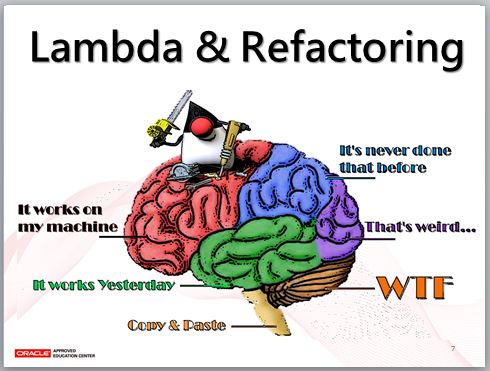 Lambda & Refactoring
It's never done
that before
It works on
my machine
That's weird...
It works Yesterday
WTF
Copy & Paste
ORACLE
APPROVED
EDUCATION CENTER
7